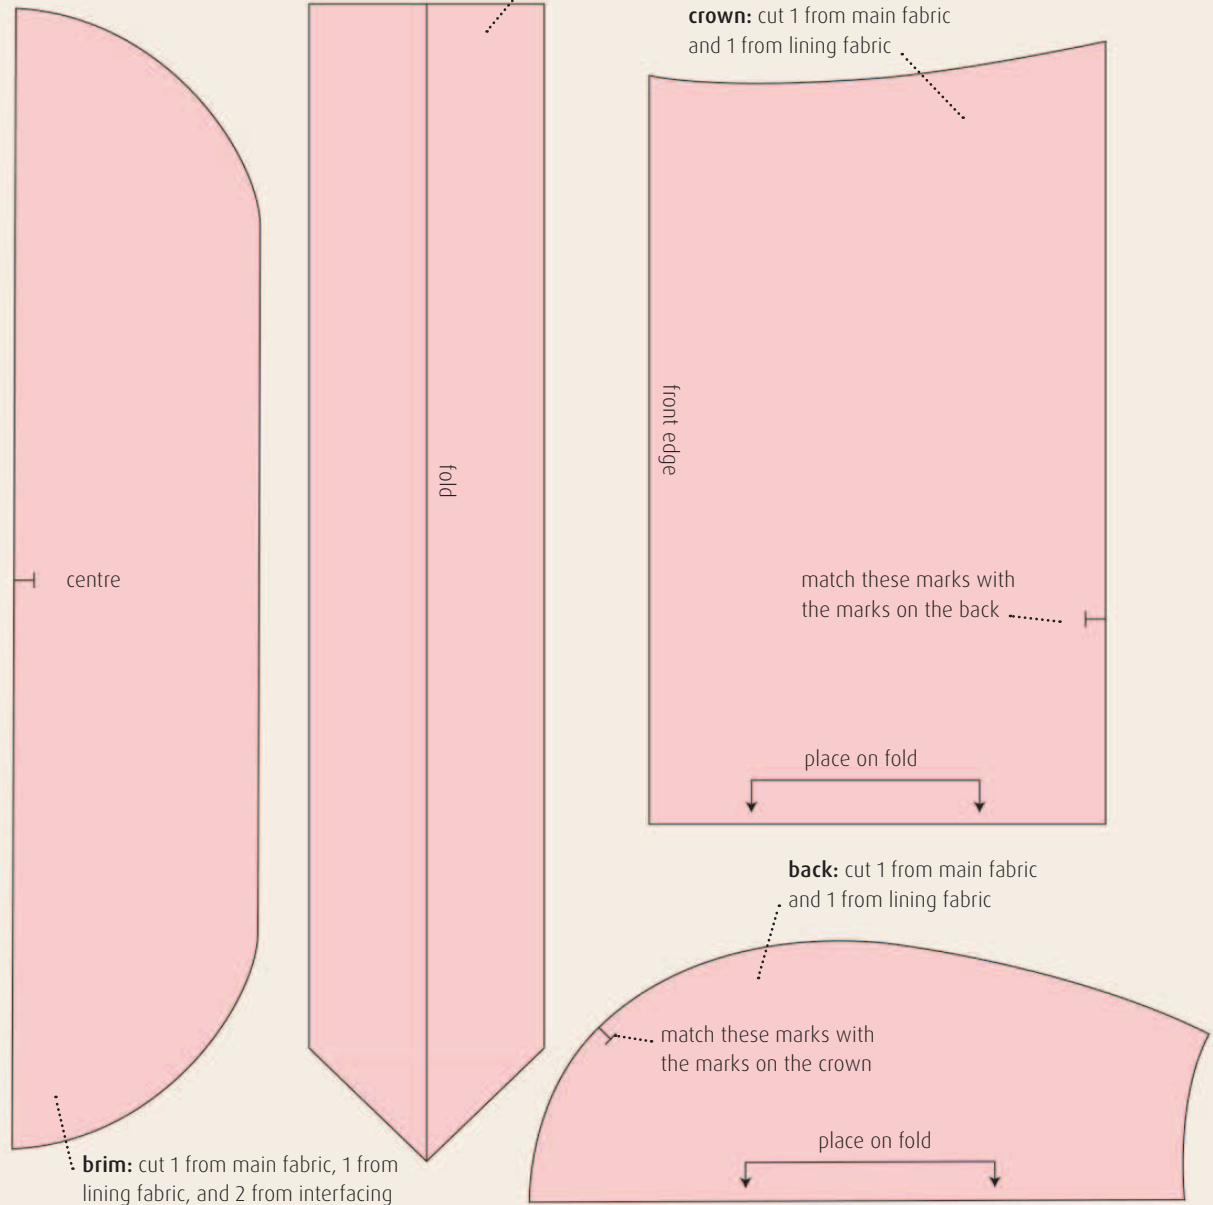 crown: cut 1 from main fabric
and 1 from lining fabric
front edge
fold
centre
match these marks with
the marks on the back
place on fold
back: cut 1 from main fabric
and 1 from lining fabric
match these marks with
the marks on the crown
place on fold
brim: cut 1 from main fabric, 1 from
lining fabric, and 2 from interfacing